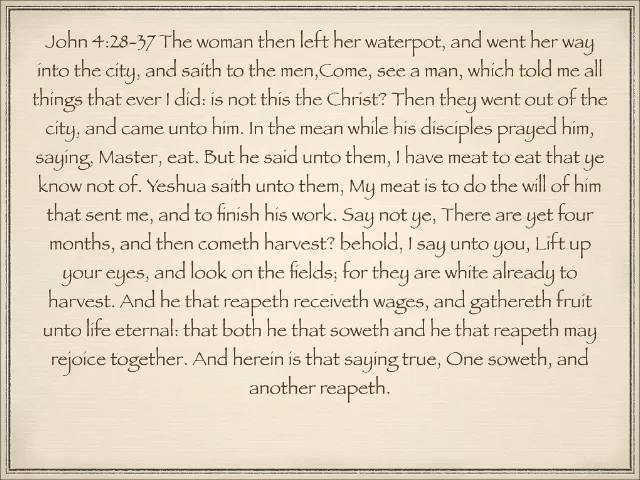 John 4:28-37 The woman then left her waterpot, and went her way
into the city, and saith to the men,Come, see a man, which told me all
things that ever I did: is not this the Christ? Then they went out of the
city, and came unto him. In the mean while his disciples prayed him,
saying, Master, eat. But he said unto them, I have meat to eat that ye
know not of. Yeshua saith unto them, My meat is to do the will of him
that sent me, and to finish his work. Say not ye, There are yet four
months, and then cometh harvest? behold, I say unto you, Lift up
your eyes, and look on the fields; for they are white already to
harvest. And he that reapeth receiveth wages, and gathereth fruit
unto life eternal: that both he that soweth and he that reapeth may
rejoice together. And herein is that saying true, One soweth, and
another reapeth.